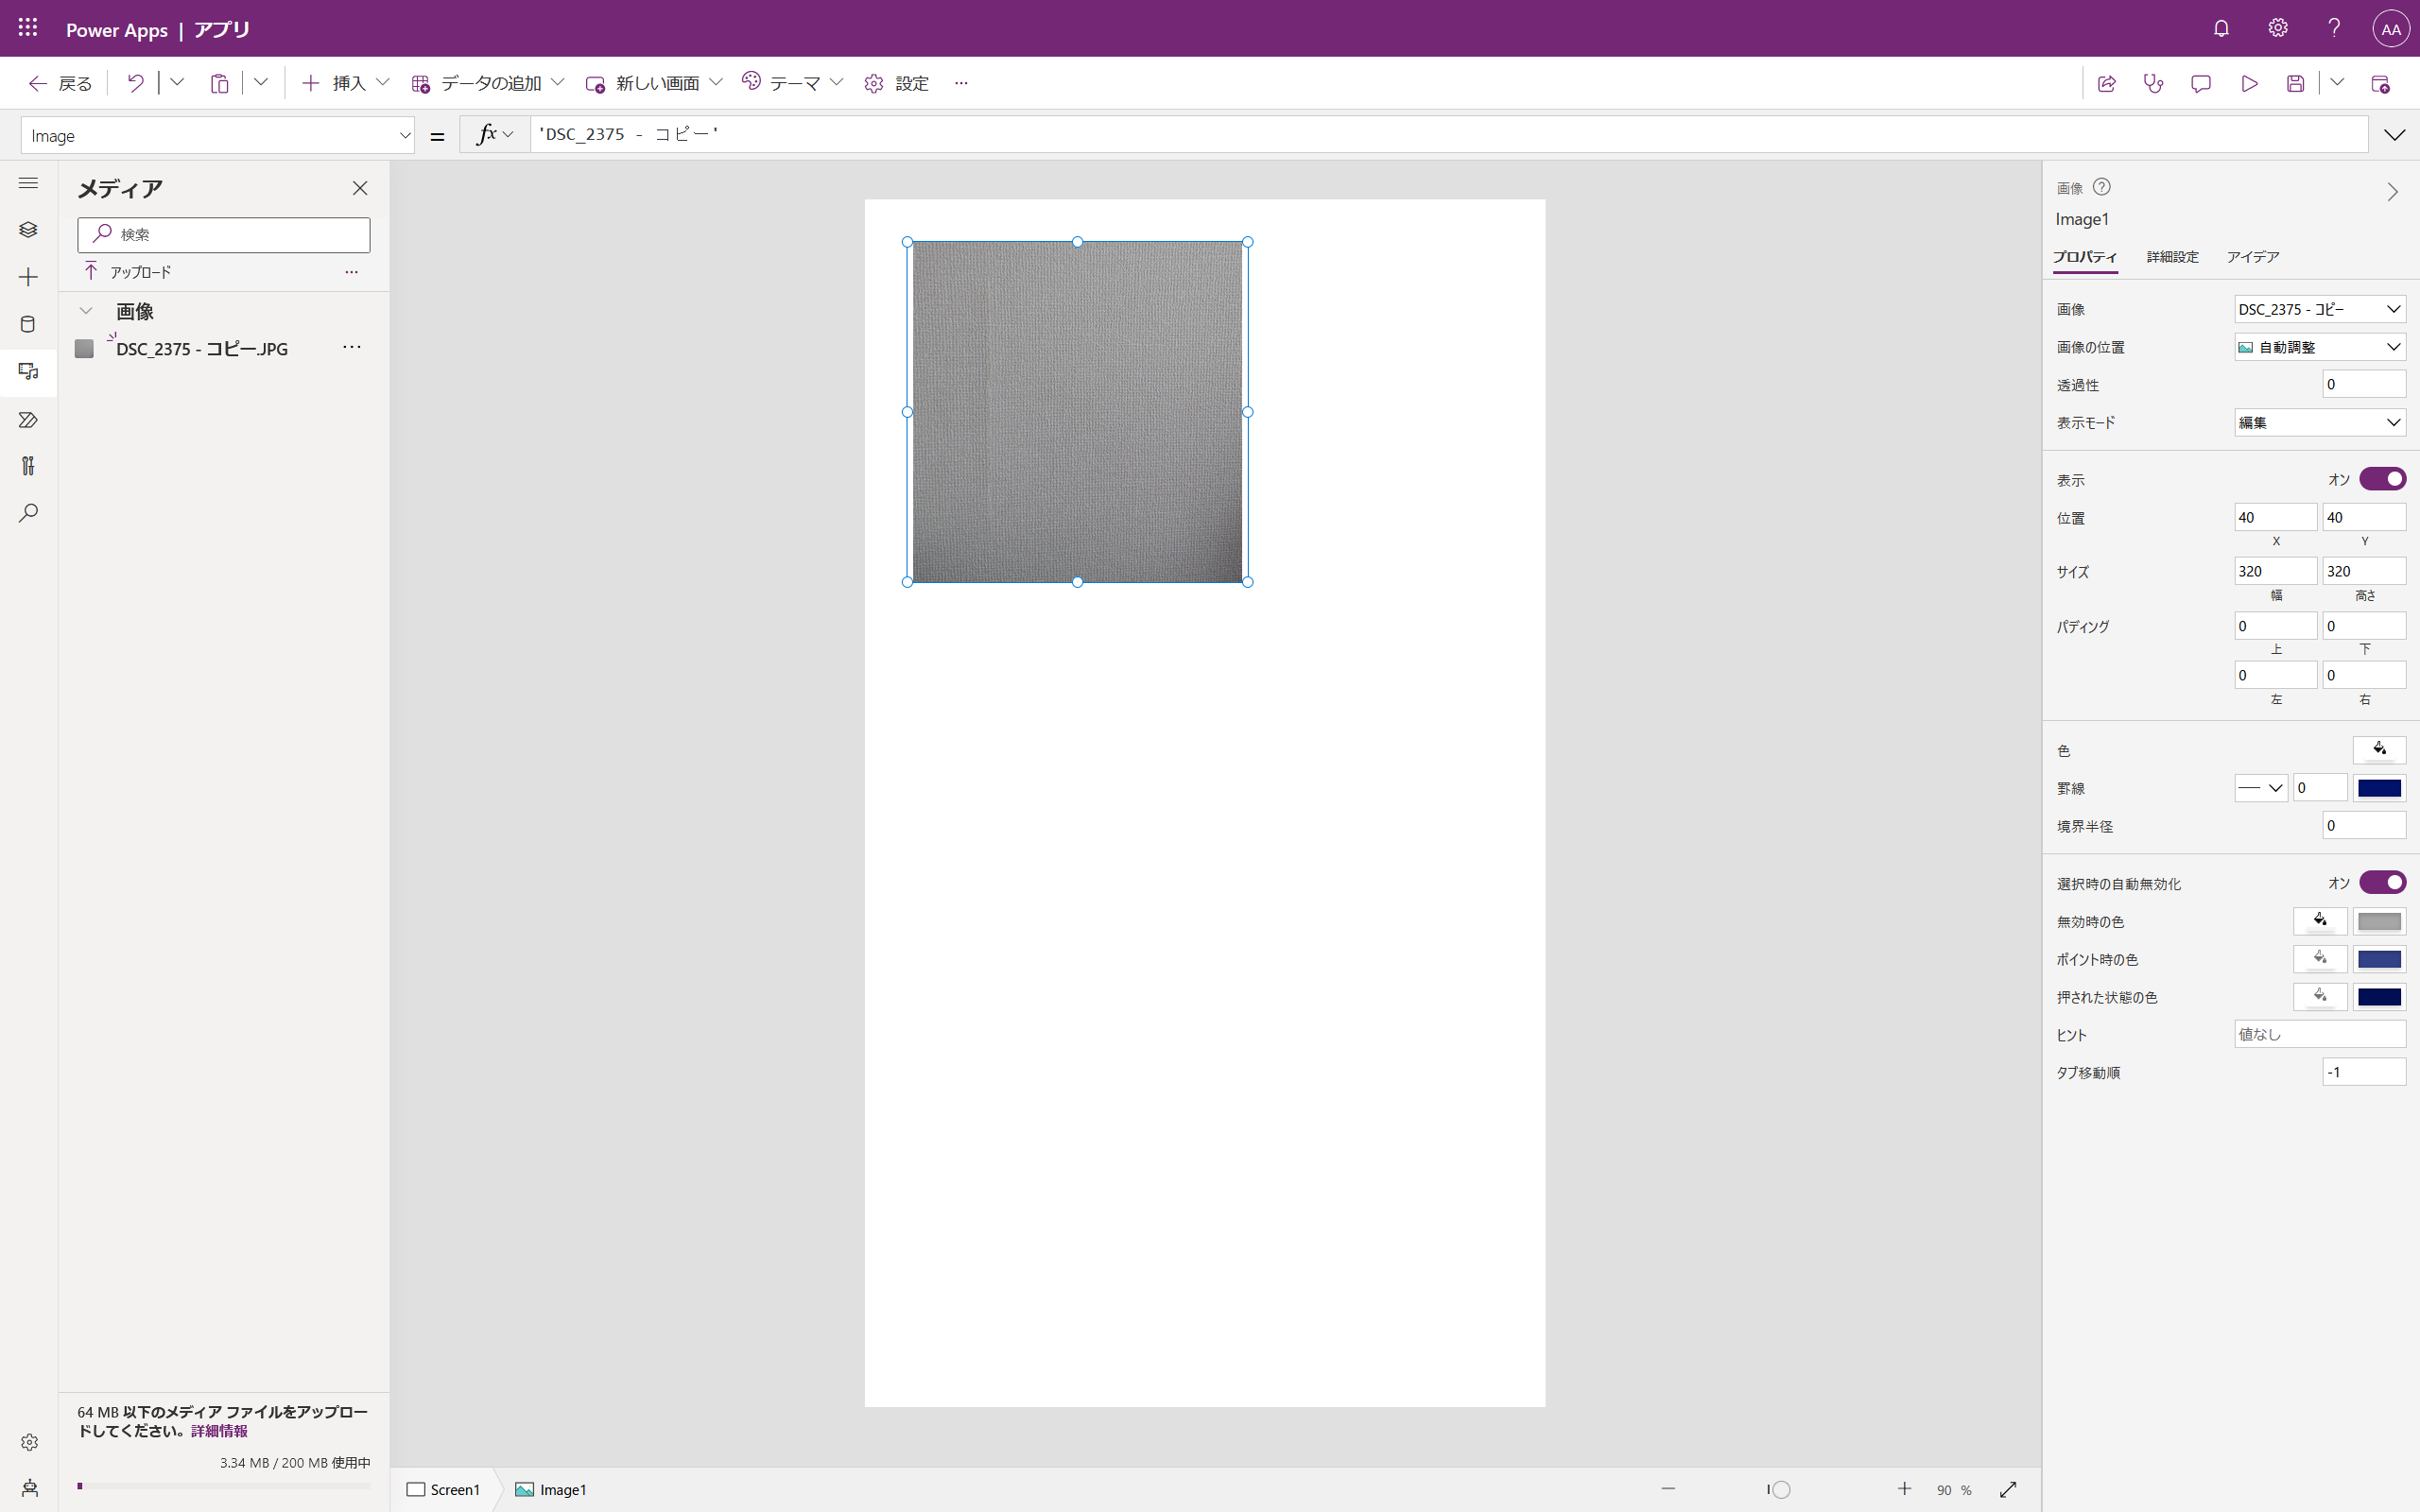 Power Apps | アプリ
AA
戻る
挿入
データの追加
新しい画面
テーマ
設定
Image
=
fx
'DSC_2375 - コピー'
メディア
検索
アップロード
画像
DSC_2375 - コピー.JPG
64 MB 以下のメディア ファイルをアップロー
ドしてください。詳細情報
3.34 MB / 200 MB 使用中
Screen1
Image1
90 %
画像
Image1
プロパティ 詳細設定 アイデア
画像 DSC_2375 - コピー
画像の位置 自動調整
透過性 0
表示モード 編集
表示 オン
位置 40 40
X Y
サイズ 320 320
幅 高さ
パディング 0 0
上 下
0 0
左 右
色
罫線 0
境界半径 0
選択時の自動無効化 オン
無効時の色
ポイント時の色
押された状態の色
ヒント 値なし
タブ移動順 -1